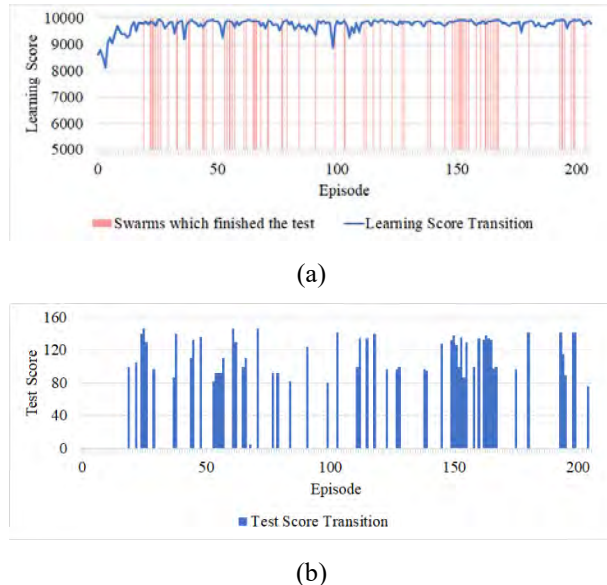 10000
9000
8000
7000
6000
5000
Learning Score
0 50 100 150 200
Episode
Swarms which finished the test Learning Score Transition
(a)
160
120
80
40
0
Test Score
0 50 100 150 200
Episode
Test Score Transition
(b)